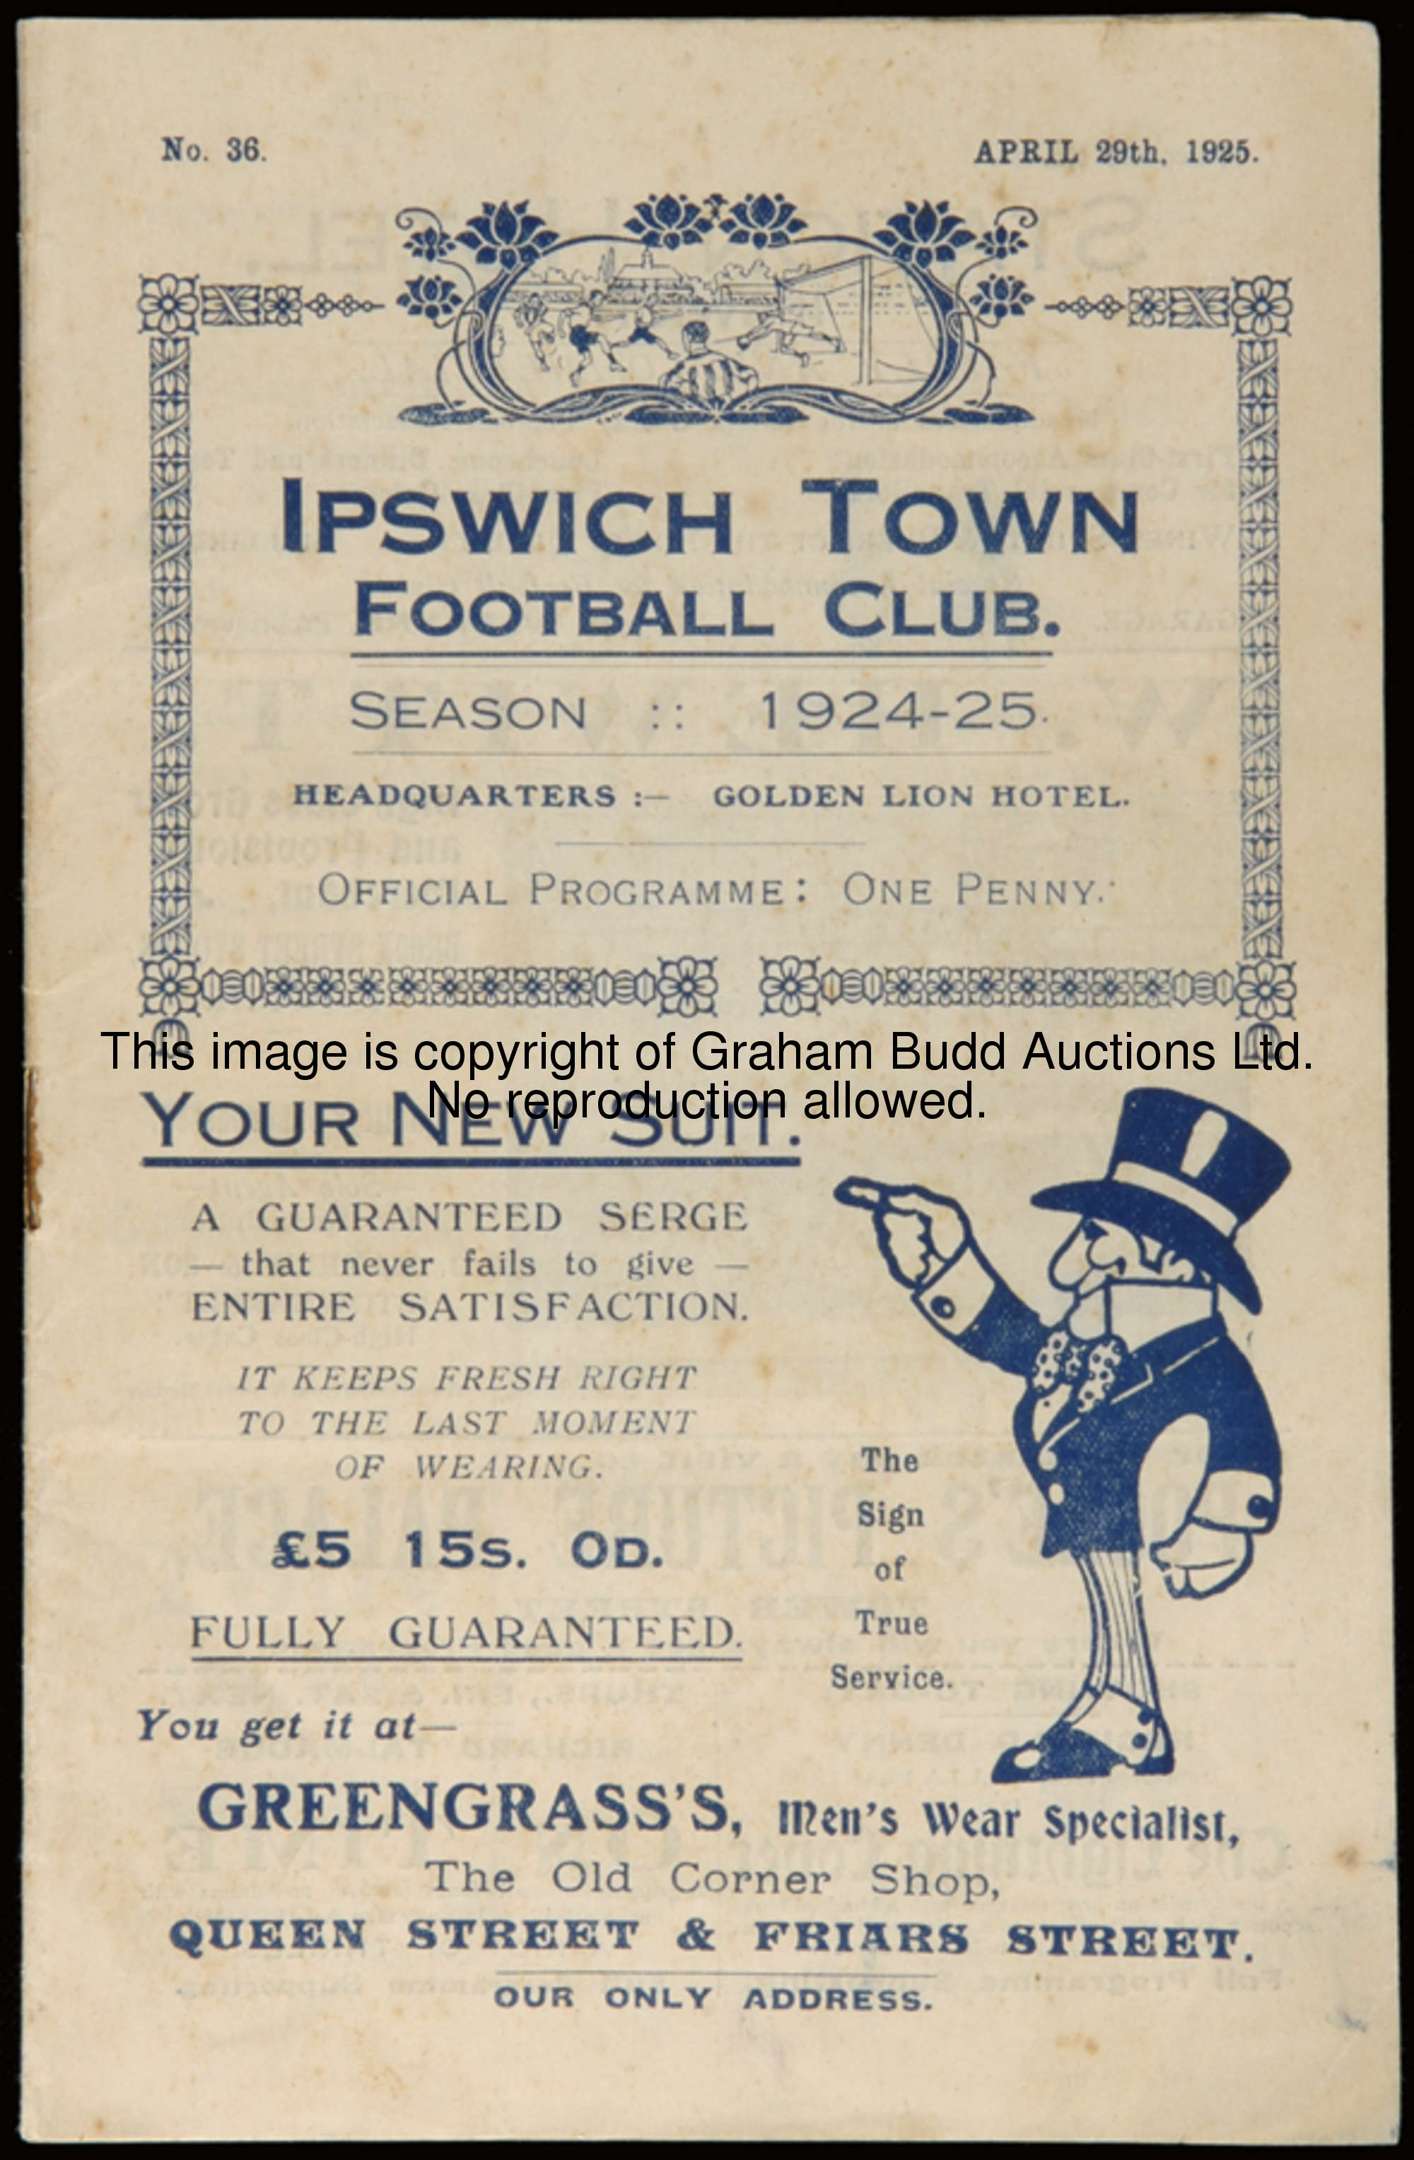 No. 36.
APRIL 29th, 1925.
IPSWICH TOWN
FOOTBALL CLUB.
SEASON :: 1924-25.
HEADQUARTERS :— GOLDEN LION HOTEL.
OFFICIAL PROGRAMME: ONE PENNY.
This image is copyright of Graham Budd Auctions Ltd.
No reproduction allowed.
YOUR NEW SUIT.
A GUARANTEED SERGE
— that never fails to give —
ENTIRE SATISFACTION.
IT KEEPS FRESH RIGHT
TO THE LAST MOMENT
OF WEARING.
£5 15s. 0D.
FULLY GUARANTEED.
The
Sign
of
True
Service.
You get it at—
GREENGRASS'S, Men's Wear Specialist,
The Old Corner Shop,
QUEEN STREET & FRIARS STREET.
OUR ONLY ADDRESS.